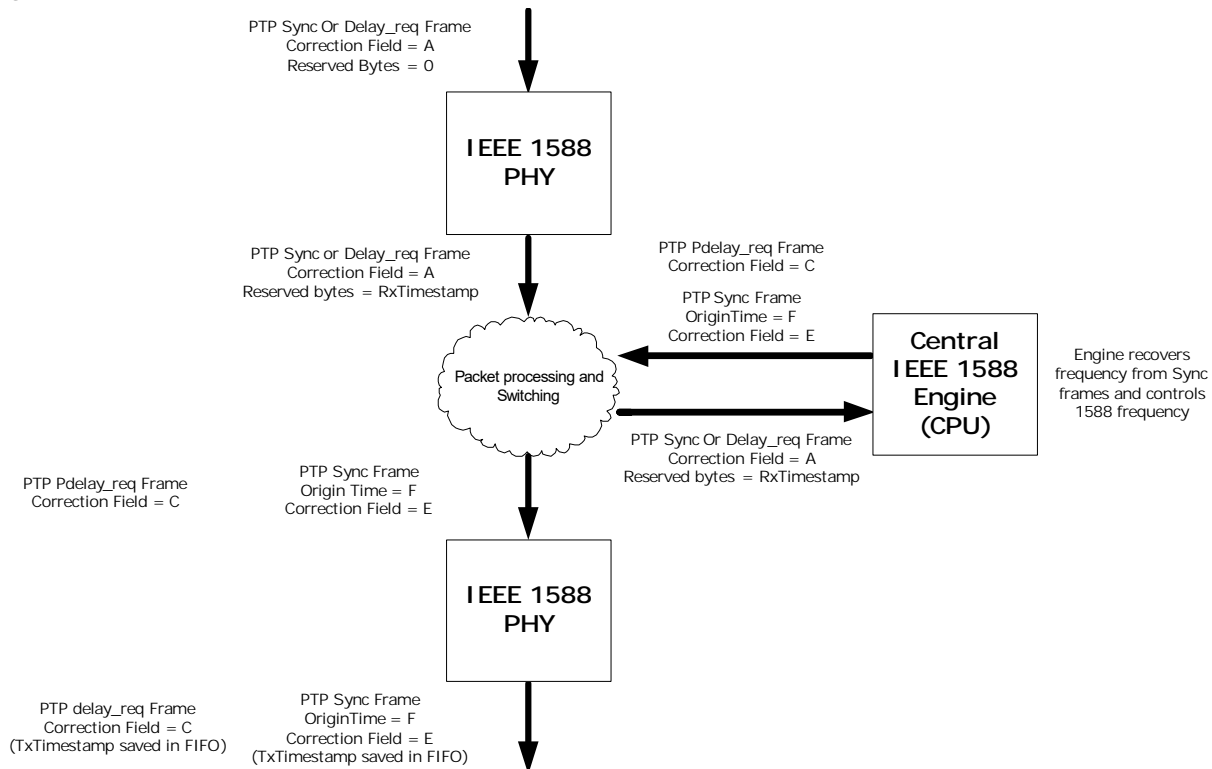 PTP Sync Or Delay_req Frame
Correction Field = A
Reserved Bytes = 0
IEEE 1588
PHY
PTP Sync or Delay_req Frame
Correction Field = A
Reserved bytes = RxTimestamp
PTP Pdelay_req Frame
Correction Field = C
PTP Sync Frame
OriginTime = F
Correction Field = E
Central
IEEE 1588
Engine
(CPU)
Engine recovers
frequency from Sync
frames and controls
1588 frequency
Packet processing and
Switching
PTP Sync Or Delay_req Frame
Correction Field = A
Reserved bytes = RxTimestamp
PTP Pdelay_req Frame
Correction Field = C
PTP Sync Frame
Origin Time = F
Correction Field = E
IEEE 1588
PHY
PTP delay_req Frame
Correction Field = C
(TxTimestamp saved in FIFO)
PTP Sync Frame
OriginTime = F
Correction Field = E
(TxTimestamp saved in FIFO)